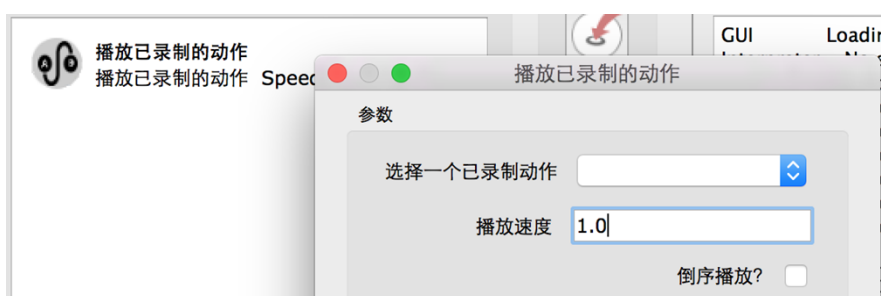 播放已录制的动作
播放已录制的动作 Speed
GUI Loadin
播放已录制的动作
参数
选择一个已录制动作
播放速度 1.0
倒序播放?